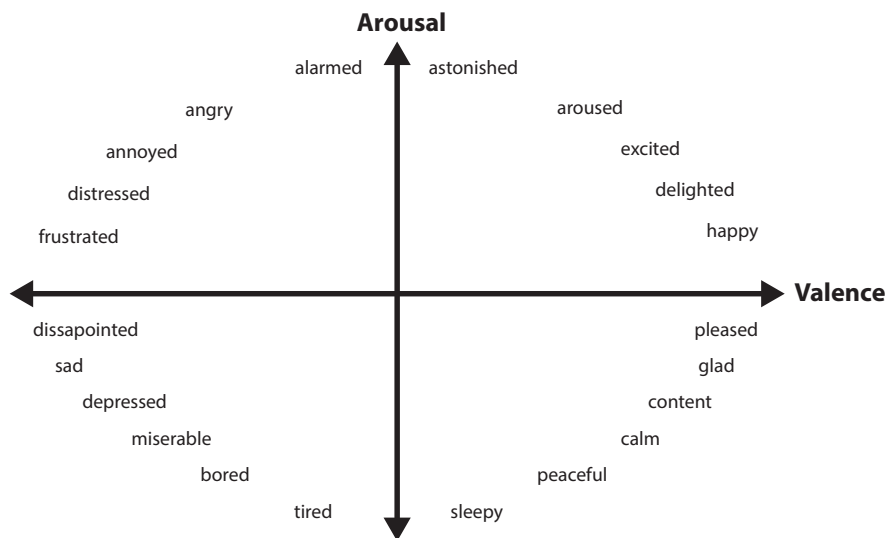 Arousal
alarmed astonished
angry aroused
annoyed excited
distressed delighted
frustrated happy
Valence
dissapointed pleased
sad glad
depressed content
miserable calm
bored peaceful
tired sleepy